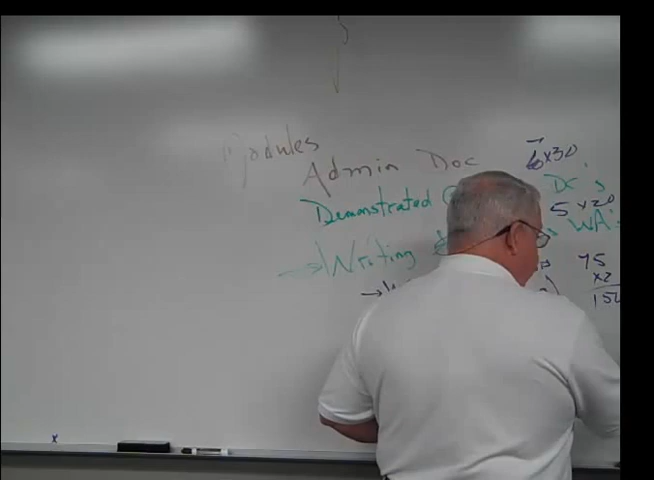 Modules
Admin Doc 6x30
Demonstrated DC's
5 x 20
Writing WA's
75
x2
150
x